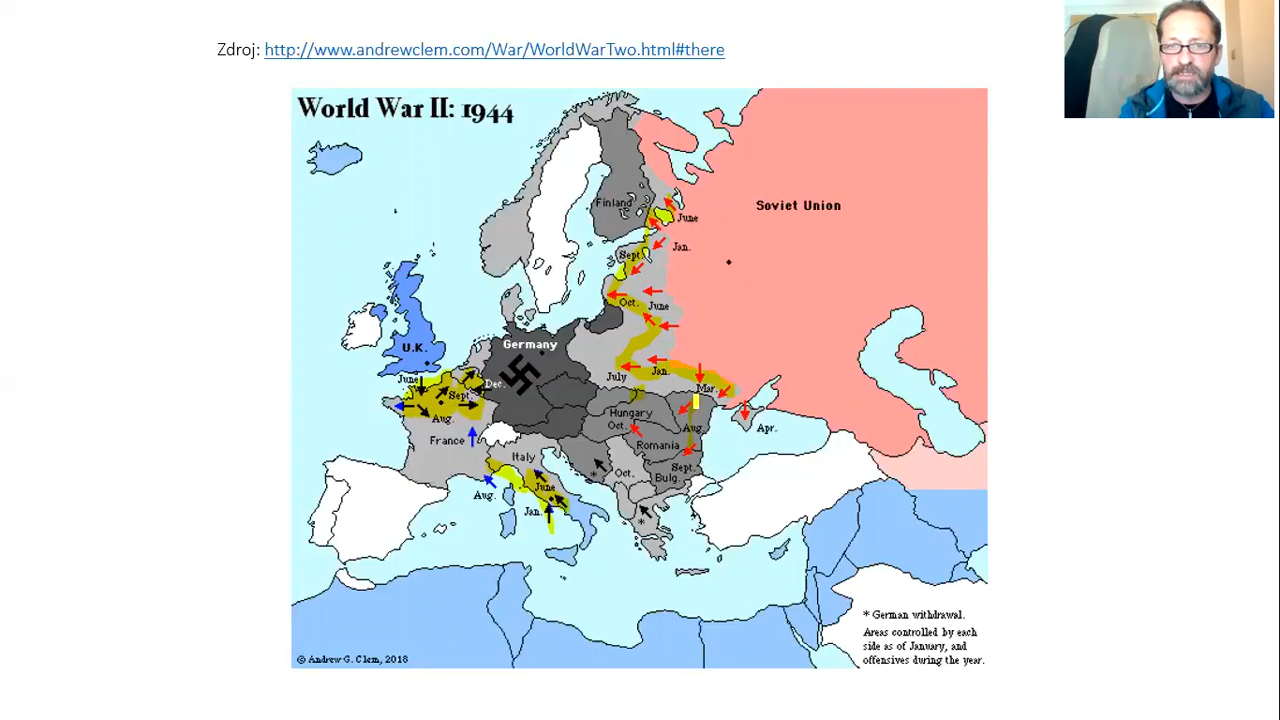 Zdroj: http://www.andrewclem.com/War/WorldWarTwo.html#there
World War II: 1944
Soviet Union
Finland
June
Jan.
Sept.
Oct.
June
Germany
U.K.
June
Dec.
Sept.
July
Jan.
Mar.
Aug.
France
Hungary
Oct.
Aug.
Apr.
Romania
Italy
Oct.
Sept.
Bulg.
*
June
Aug.
Jan.
*
* German withdrawal.
Areas controlled by each
side as of January, and
offensives during the year.
© Andrew G. Clem, 2018